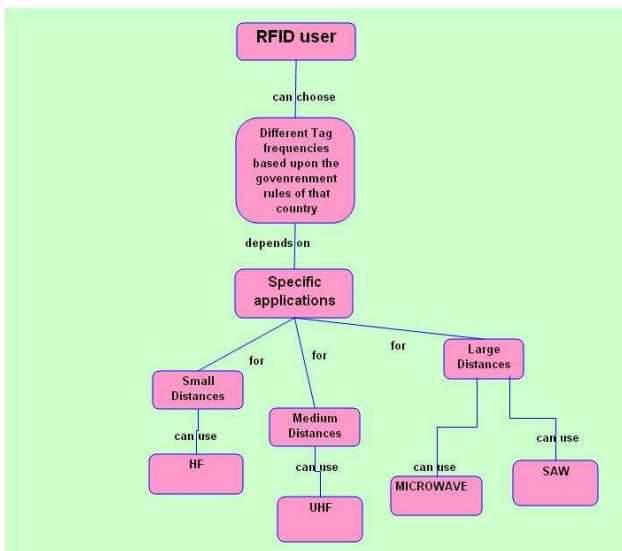 RFID user
can choose
Different Tag
frequencies
based upon the
govenrenment
rules of that
country
depends on
Specific
applications
for
for
for
Small
Distances
Medium
Distances
Large
Distances
can use
can use
can use
can use
HF
UHF
MICROWAVE
SAW